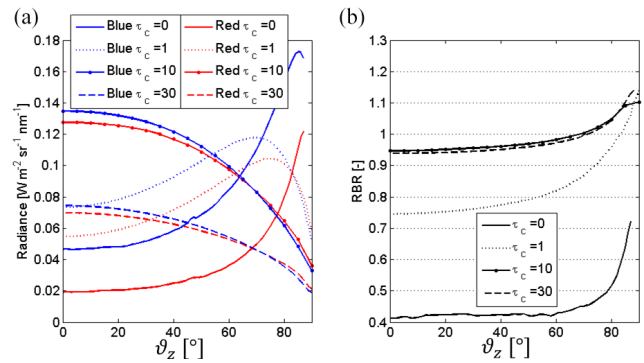 (a)
Blue τc =0
Red τc =0
Blue τc =1
Red τc =1
Blue τc =10
Red τc =10
Blue τc =30
Red τc =30
0.2
0.18
0.16
0.14
0.12
0.1
0.08
0.06
0.04
0.02
0
Radiance [W m-2 sr-1 nm-1]
0 20 40 60 80
ϑZ [°]
(b)
1.3
1.2
1.1
1
0.9
0.8
0.7
0.6
0.5
0.4
RBR [-]
τc =0
τc =1
τc =10
τc =30
0 20 40 60 80
ϑZ [°]